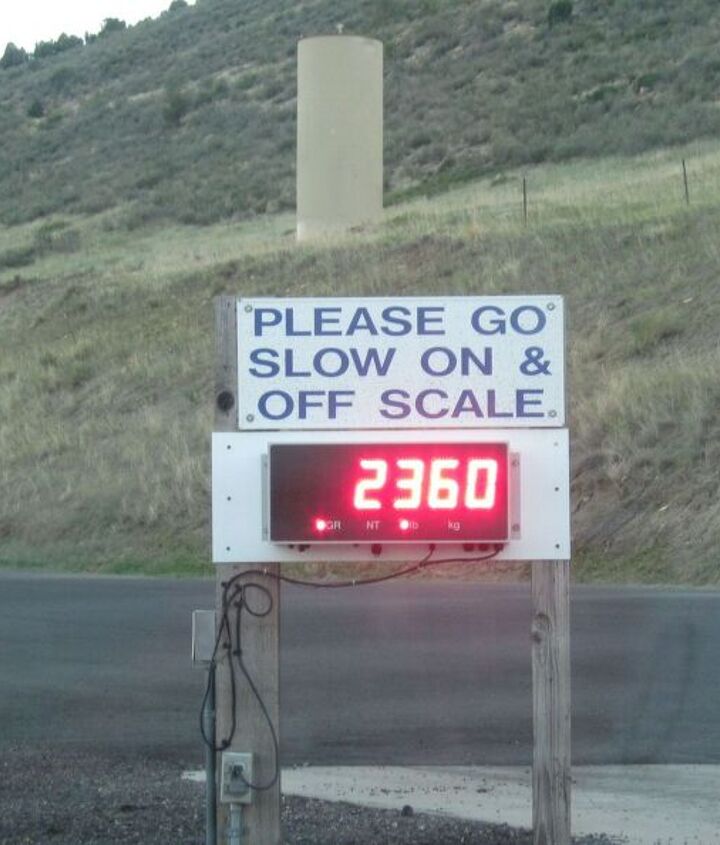 PLEASE GO
SLOW ON &
OFF SCALE
2360
GR NT lb kg